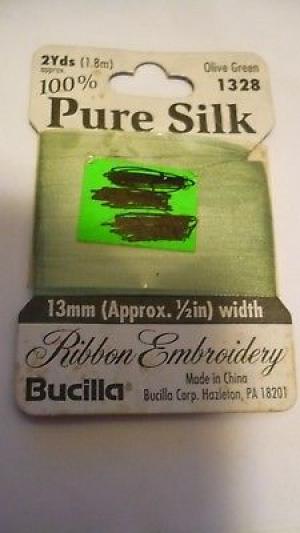 2Yds (1.8m) Olive Green
approx.
100% 1328
Pure Silk
13mm (Approx. ½in) width
Ribbon Embroidery
Bucilla® Made in China
Bucilla Corp. Hazleton, PA 18201